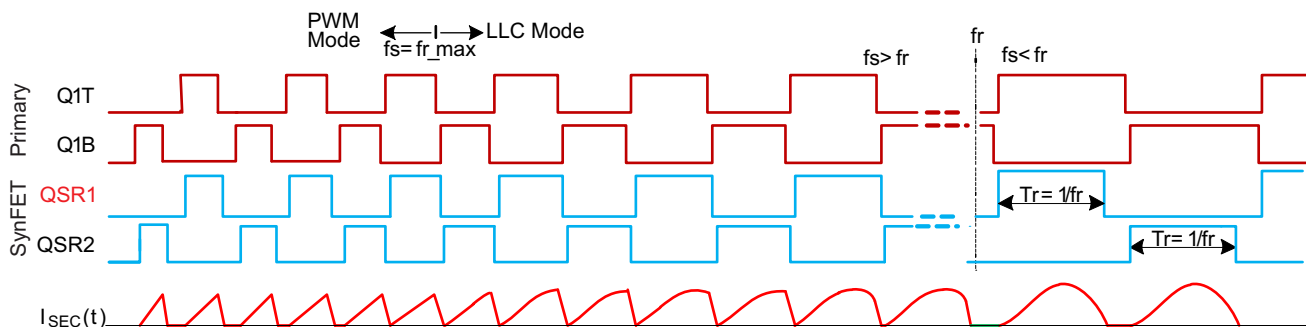 PWM Mode
LLC Mode
fs= fr_max
fs> fr
fr
fs< fr
Primary
Q1T
Q1B
SynFET
QSR1
Tr= 1/fr
QSR2
Tr= 1/fr
ISEC(t)